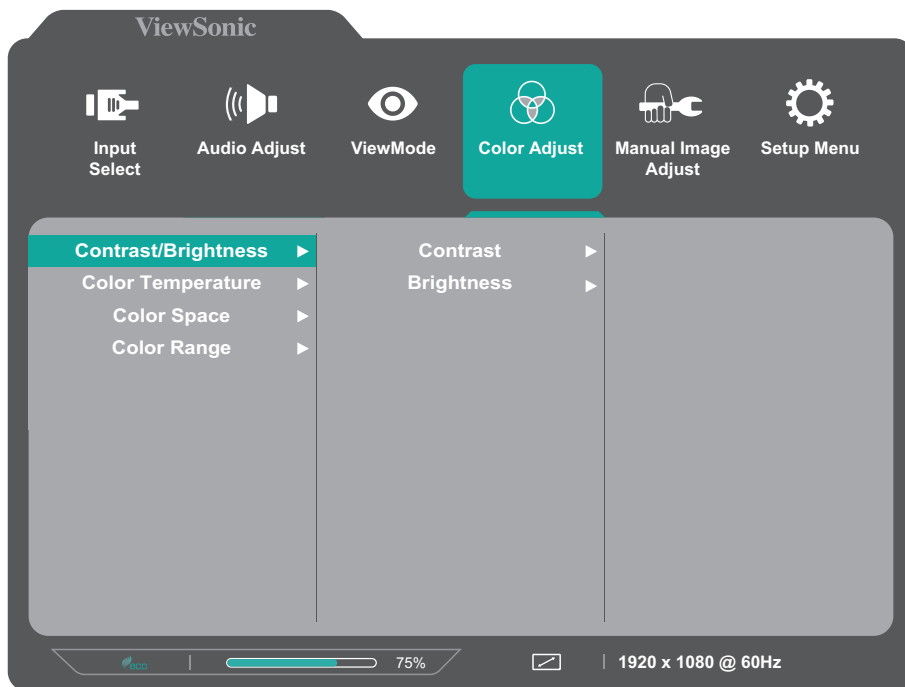 ViewSonic
Input
Select
Audio Adjust
ViewMode
Color Adjust
Manual Image
Adjust
Setup Menu
Contrast/Brightness
Color Temperature
Color Space
Color Range
Contrast
Brightness
eco
75%
1920 x 1080 @ 60Hz